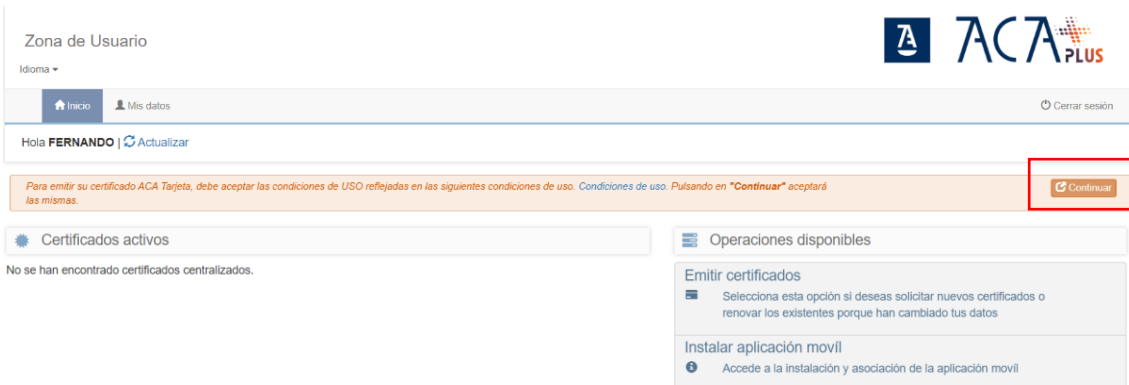 Zona de Usuario
ACA PLUS
Idioma
Inicio
Mis datos
Cerrar sesión
Hola FERNANDO | Actualizar
Para emitir su certificado ACA Tarjeta, debe aceptar las condiciones de USO reflejadas en las siguientes condiciones de uso. Condiciones de uso. Pulsando en "Continuar" aceptará
las mismas.
Continuar
Certificados activos
Operaciones disponibles
No se han encontrado certificados centralizados.
Emitir certificados
Selecciona esta opción si deseas solicitar nuevos certificados o
renovar los existentes porque han cambiado tus datos
Instalar aplicación movíl
Accede a la instalación y asociación de la aplicación movíl